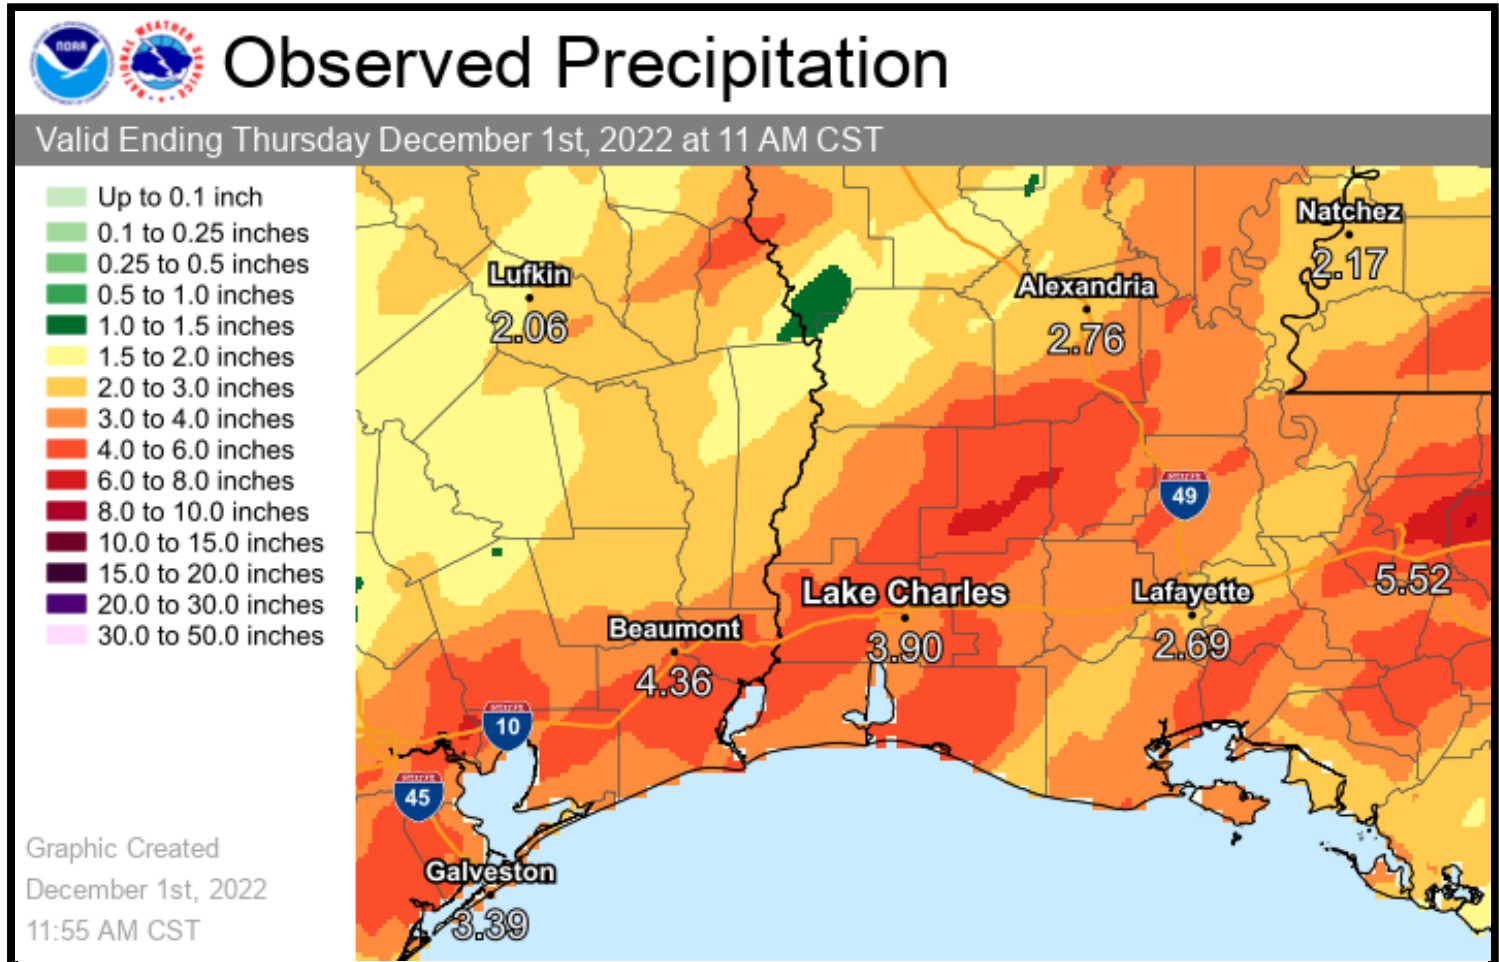 NOAA
NATIONAL WEATHER SERVICE
Observed Precipitation
Valid Ending Thursday December 1st, 2022 at 11 AM CST
Up to 0.1 inch
0.1 to 0.25 inches
0.25 to 0.5 inches
0.5 to 1.0 inches
1.0 to 1.5 inches
1.5 to 2.0 inches
2.0 to 3.0 inches
3.0 to 4.0 inches
4.0 to 6.0 inches
6.0 to 8.0 inches
8.0 to 10.0 inches
10.0 to 15.0 inches
15.0 to 20.0 inches
20.0 to 30.0 inches
30.0 to 50.0 inches
Graphic Created
December 1st, 2022
11:55 AM CST
Natchez
2.17
Lufkin
2.06
Alexandria
2.76
49
Lake Charles
3.90
Lafayette
2.69
5.52
Beaumont
4.36
10
45
Galveston
3.39